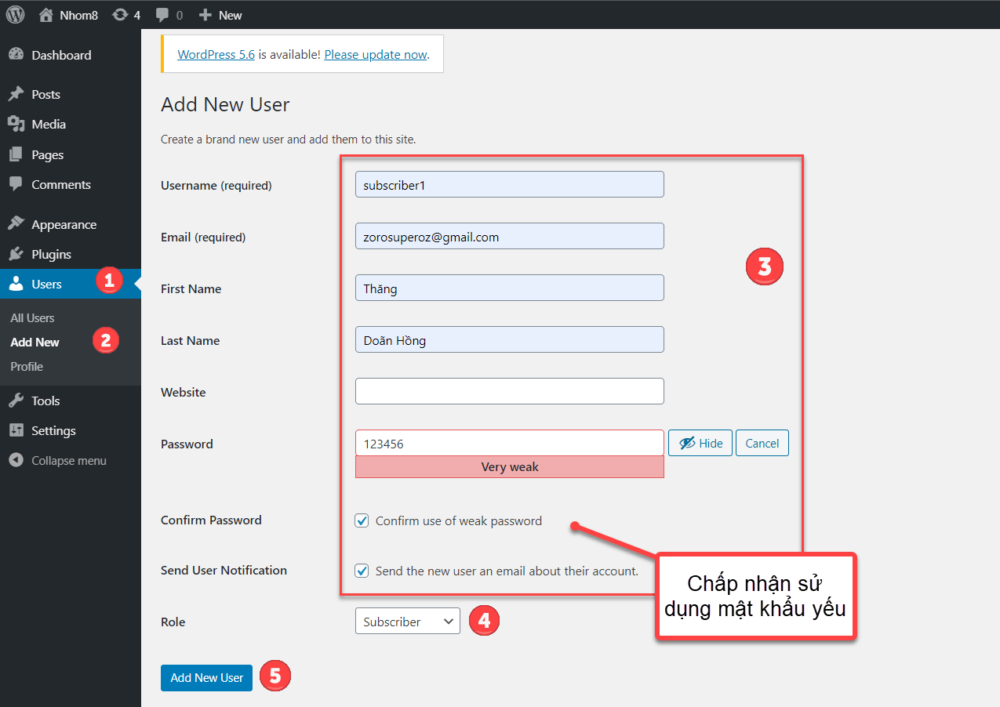 Nhom8 4 0 New
Dashboard
Posts
Media
Pages
Comments
Appearance
Plugins
Users 1
All Users
Add New 2
Profile
Tools
Settings
Collapse menu
WordPress 5.6 is available! Please update now.
Add New User
Create a brand new user and add them to this site.
Username (required) subscriber1
Email (required) zorosuperoz@gmail.com
3
First Name Thăng
Last Name Doãn Hồng
Website
Password 123456 Hide Cancel
Very weak
Confirm Password Confirm use of weak password
Send User Notification Send the new user an email about their account.
Chấp nhận sử
dụng mật khẩu yếu
Role Subscriber 4
Add New User 5